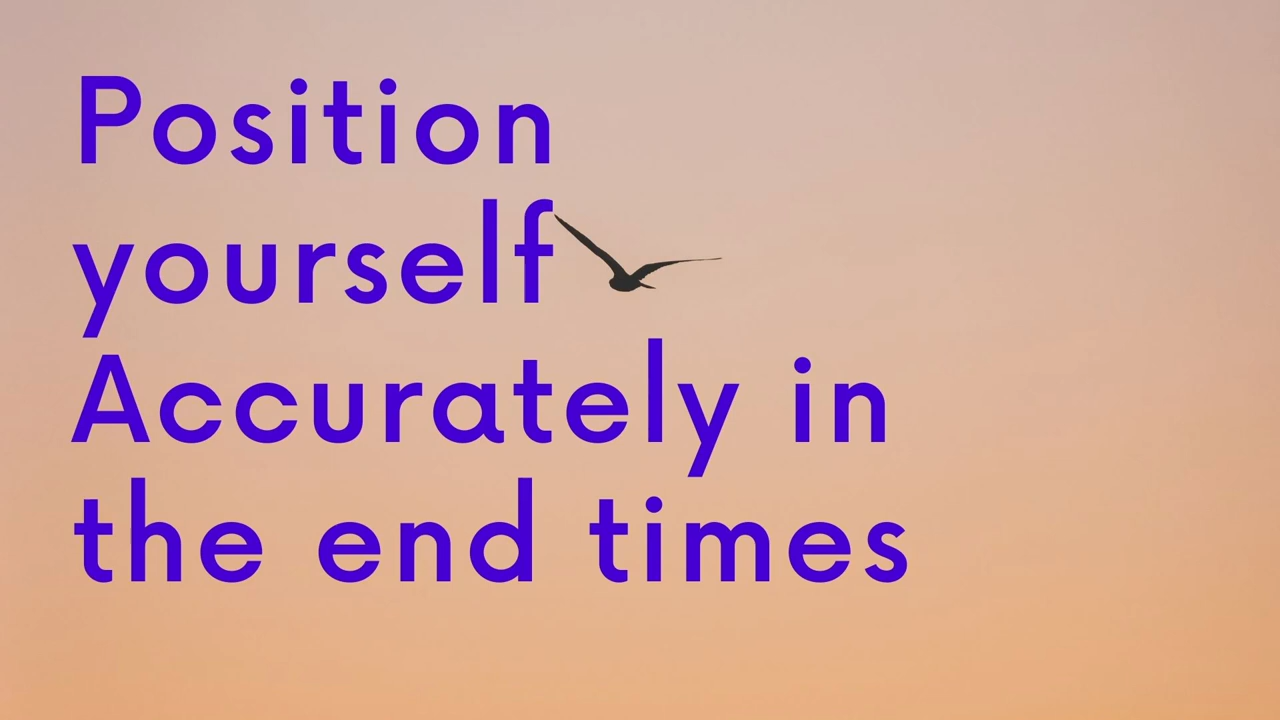 Position
yourself
Accurately in
the end times